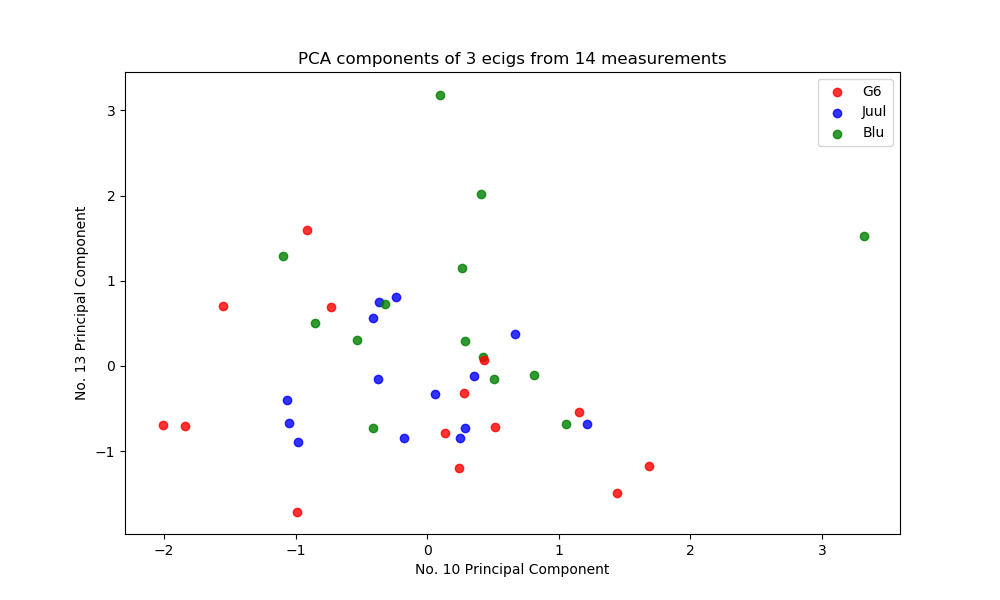 PCA components of 3 ecigs from 14 measurements
G6
Juul
Blu
3
2
1
0
−1
No. 13 Principal Component
−2 −1 0 1 2 3
No. 10 Principal Component